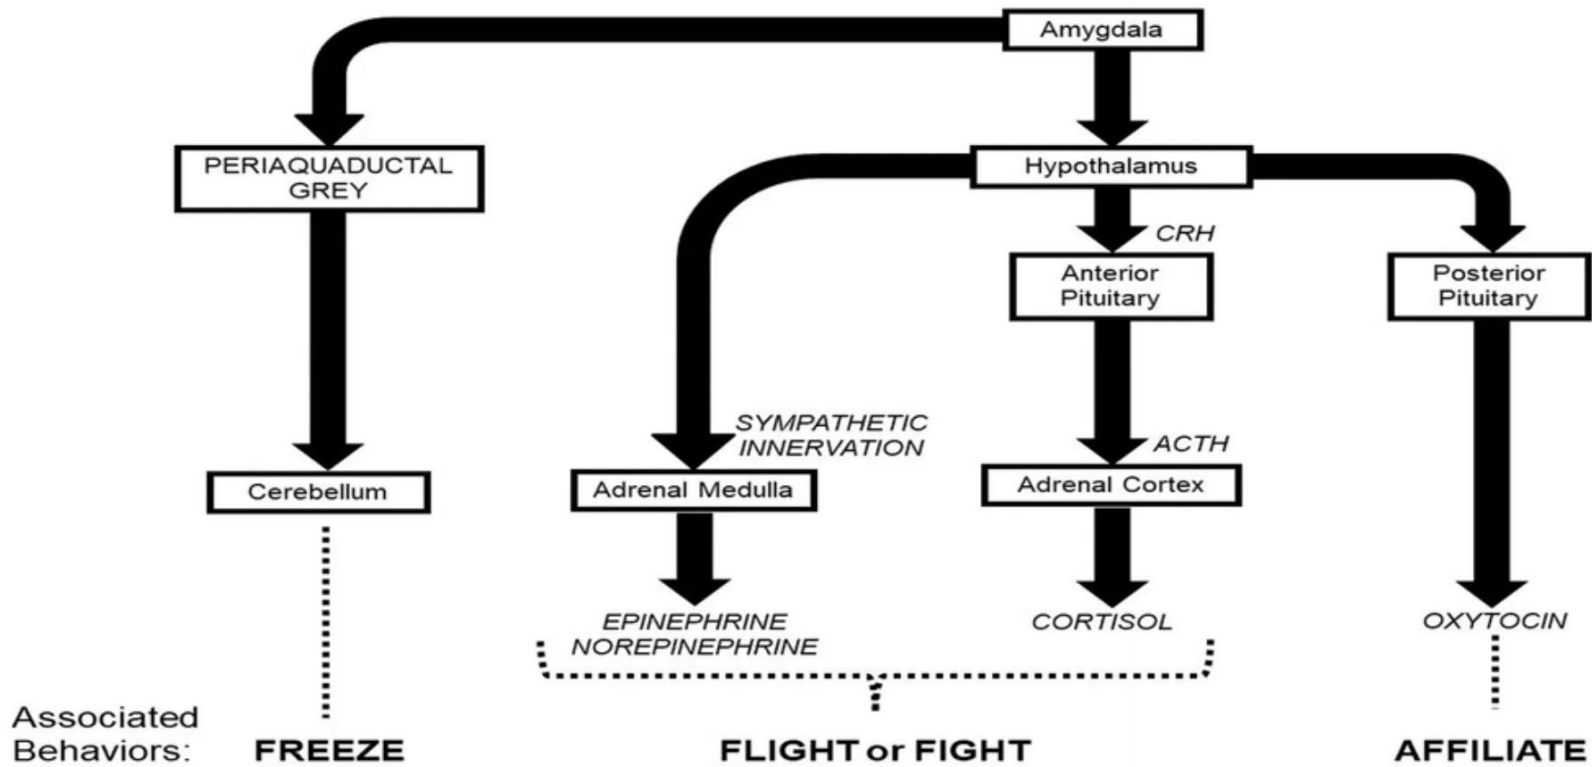 Amygdala
PERIAQUADUCTAL
GREY
Hypothalamus
CRH
Anterior
Pituitary
Posterior
Pituitary
SYMPATHETIC
INNERVATION
ACTH
Cerebellum
Adrenal Medulla
Adrenal Cortex
EPINEPHRINE
NOREPINEPHRINE
CORTISOL
OXYTOCIN
Associated
Behaviors:
FREEZE
FLIGHT or FIGHT
AFFILIATE